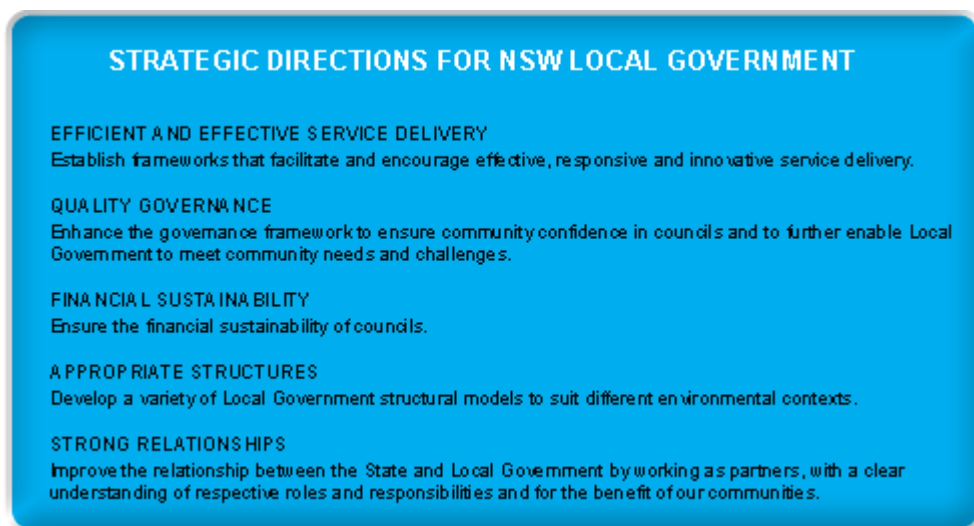 STRATEGIC DIRECTIONS FOR NSW LOCAL GOVERNMENT
EFFICIENT AND EFFECTIVE SERVICE DELIVERY
Establish frameworks that facilitate and encourage effective, responsive and innovative service delivery.
QUALITY GOVERNANCE
Enhance the governance framework to ensure community confidence in councils and to further enable Local
Government to meet community needs and challenges.
FINANCIAL SUSTAINABILITY
Ensure the financial sustainability of councils.
APPROPRIATE STRUCTURES
Develop a variety of Local Government structural models to suit different environmental contexts.
STRONG RELATIONSHIPS
Improve the relationship between the State and Local Government by working as partners, with a clear
understanding of respective roles and responsibilities and for the benefit of our communities.